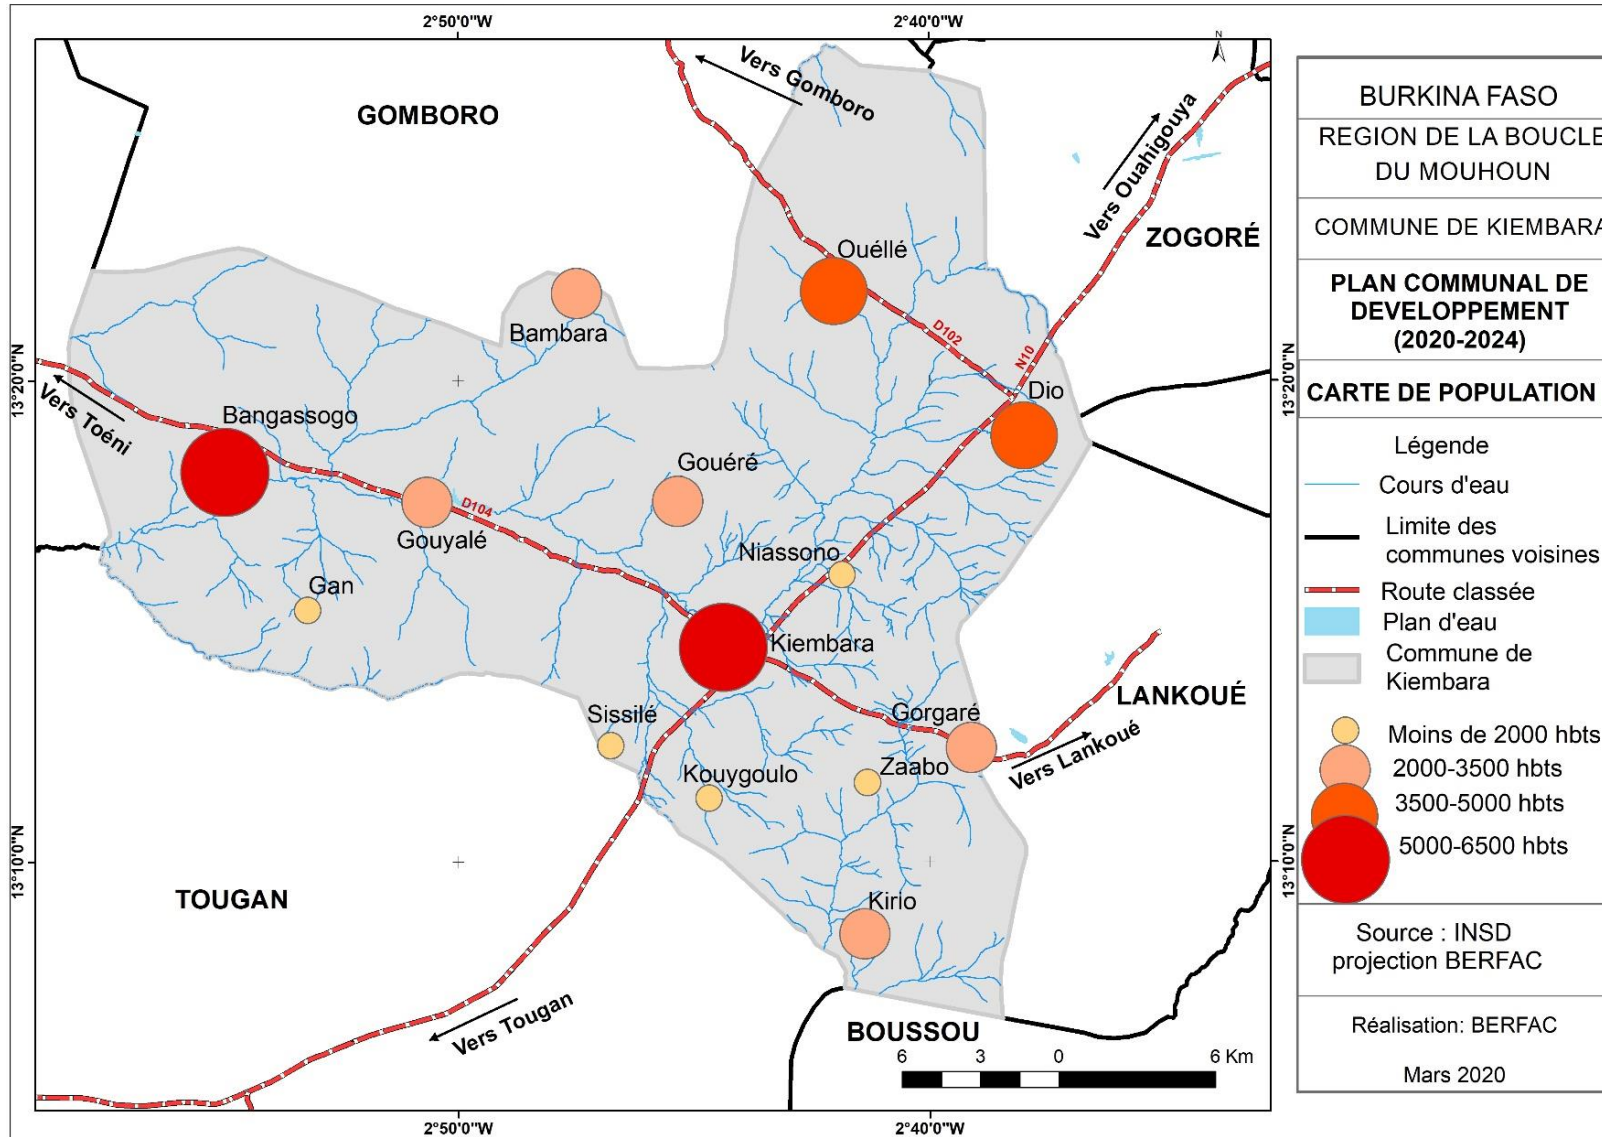 2°50'0"W
2°40'0"W
GOMBORO
Vers Gomboro
Vers Ouahigouya
ZOGORÉ
Ouéllé
Bambara
D102
N10
Dio
13°20'0"N
13°20'0"N
Vers Toéni
Bangassogo
Gouéré
D104
Gouyalé
Niassono
Gan
Kiembara
LANKOUÉ
Sissilé
Gorgaré
Vers Lankoué
Kouygoulo
Zaabo
13°10'0"N
13°10'0"N
TOUGAN
Kirio
Vers Tougan
BOUSSOU
6 3 0 6 Km
2°50'0"W
2°40'0"W
N
BURKINA FASO
REGION DE LA BOUCLE
DU MOUHOUN
COMMUNE DE KIEMBARA
PLAN COMMUNAL DE
DEVELOPPEMENT
(2020-2024)
CARTE DE POPULATION
Légende
Cours d'eau
Limite des
communes voisines
Route classée
Plan d'eau
Commune de
Kiembara
Moins de 2000 hbts
2000-3500 hbts
3500-5000 hbts
5000-6500 hbts
Source : INSD
projection BERFAC
Réalisation: BERFAC
Mars 2020